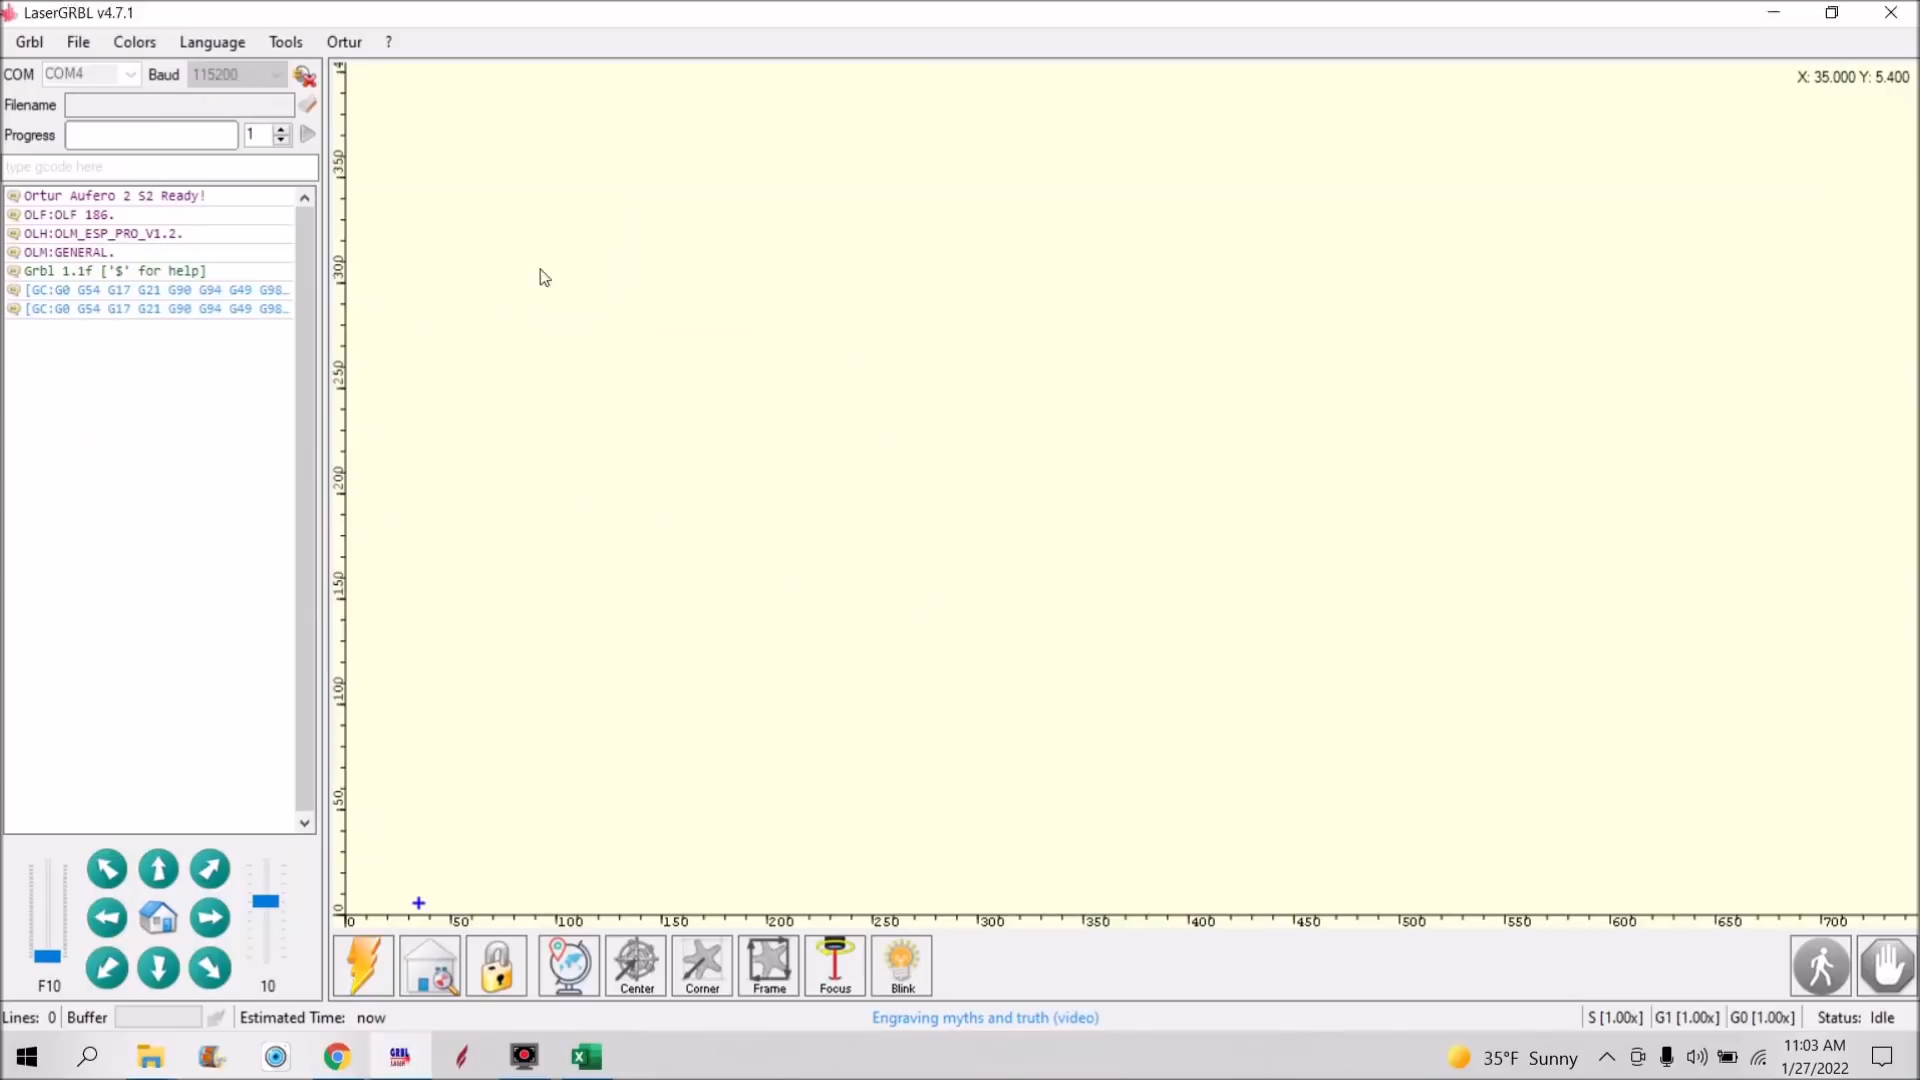 LaserGRBL v4.7.1
Grbl File Colors Language Tools Ortur ?
COM COM4 Baud 115200
X: 35.000 Y: 5.400
Filename
Progress 1
type gcode here
Ortur Aufero 2 S2 Ready!
OLF:OLF 186.
OLH:OLM_ESP_PRO_V1.2.
OLM:GENERAL.
Grbl 1.1f ['$' for help]
[GC:G0 G54 G17 G21 G90 G94 G49 G98…
[GC:G0 G54 G17 G21 G90 G94 G49 G98…
350
300
250
200
150
100
50
0
0 50 100 150 200 250 300 350 400 450 500 550 600 650 700
F10 10
Center Corner Frame Focus Blink
Lines: 0 Buffer Estimated Time: now Engraving myths and truth (video) S [1.00x] G1 [1.00x] G0 [1.00x] Status: Idle
GRBL
LASER
35°F Sunny
11:03 AM
1/27/2022